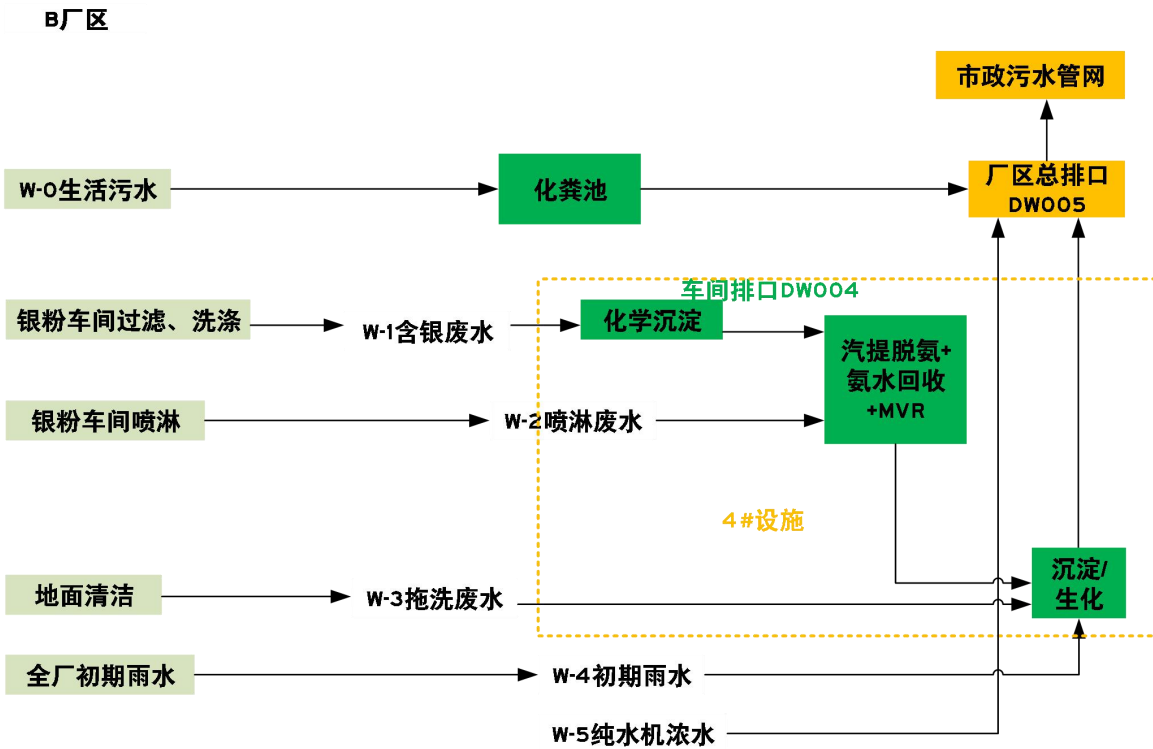 B厂区
市政污水管网
W-0生活污水
化粪池
厂区总排口
DW005
车间排口DW004
银粉车间过滤、洗涤
W-1含银废水
化学沉淀
汽提脱氨+
氨水回收
+MVR
银粉车间喷淋
W-2喷淋废水
4#设施
地面清洁
W-3拖洗废水
沉淀/
生化
全厂初期雨水
W-4初期雨水
W-5纯水机浓水